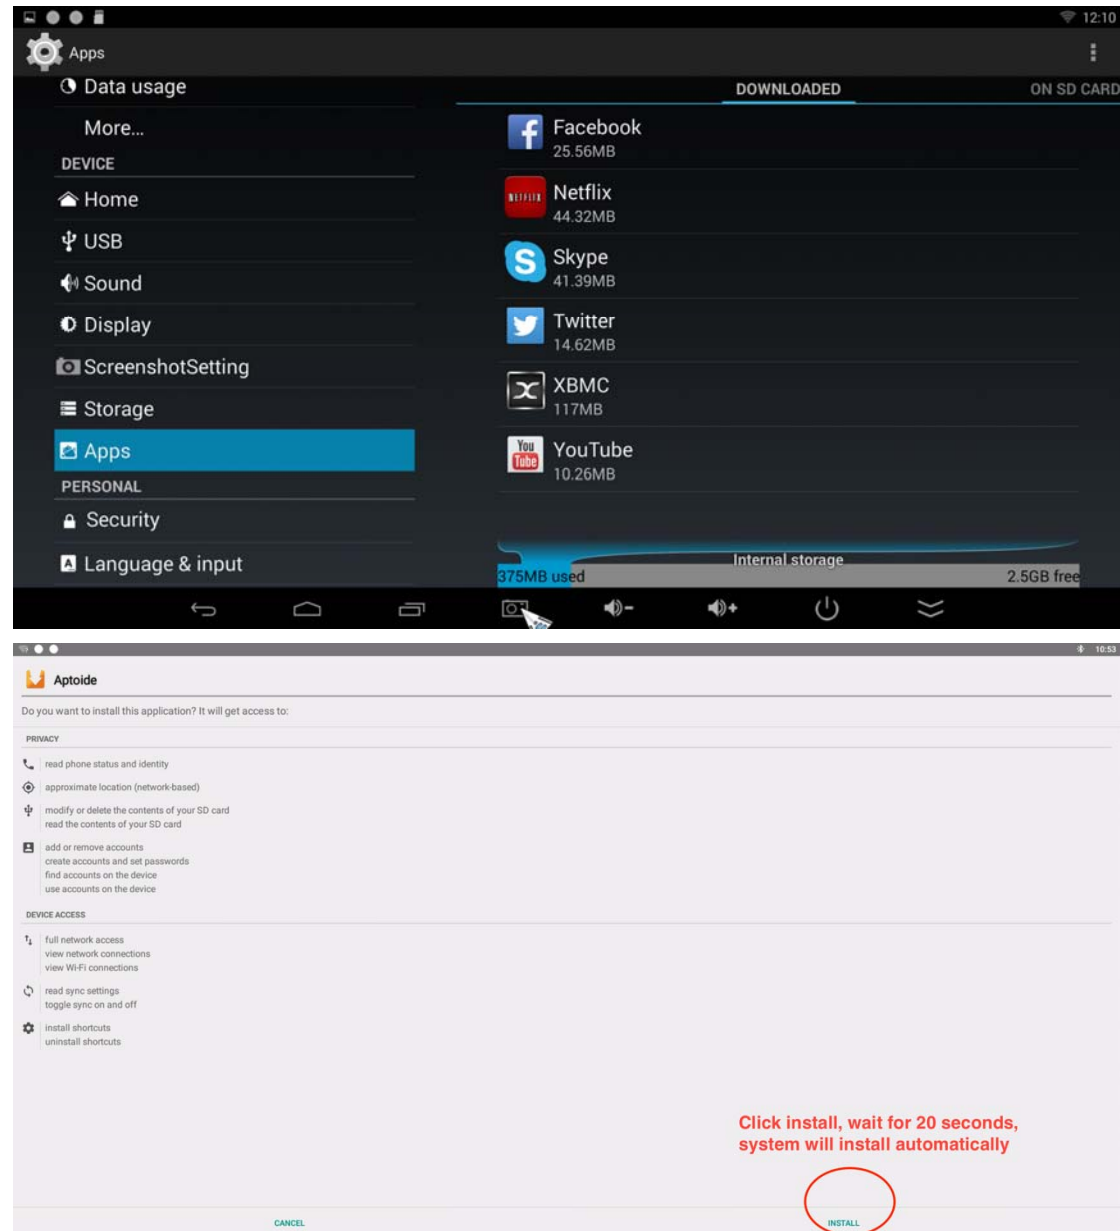 12:10
Apps
Data usage
DOWNLOADED
ON SD CARD
More...
DEVICE
Home
USB
Sound
Display
ScreenshotSetting
Storage
Apps
PERSONAL
Security
Language & input
Facebook
25.56MB
NETFLIX
Netflix
44.32MB
Skype
41.39MB
Twitter
14.62MB
XBMC
117MB
You
Tube
YouTube
10.26MB
Internal storage
375MB used
2.5GB free
10:53
Aptoide
Do you want to install this application? It will get access to:
PRIVACY
read phone status and identity
approximate location (network-based)
modify or delete the contents of your SD card
read the contents of your SD card
add or remove accounts
create accounts and set passwords
find accounts on the device
use accounts on the device
DEVICE ACCESS
full network access
view network connections
view Wi-Fi connections
read sync settings
toggle sync on and off
install shortcuts
uninstall shortcuts
Click install, wait for 20 seconds,
system will install automatically
CANCEL
INSTALL